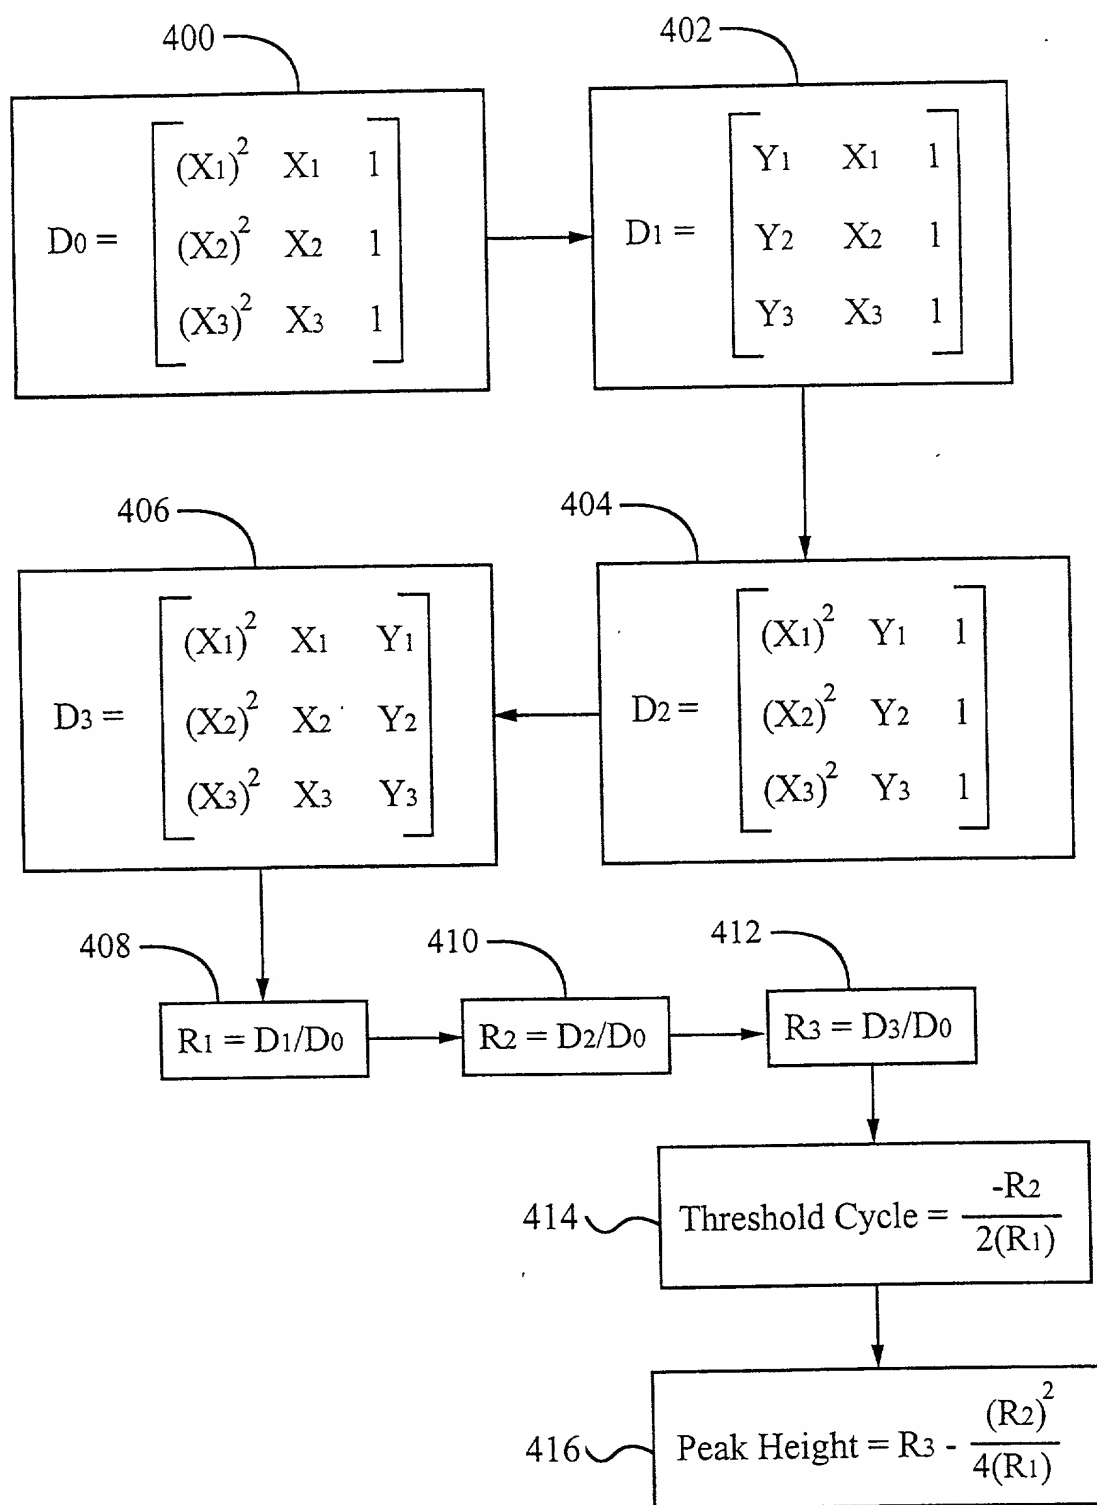 400
402
D0 =
(X1)² X1 1
(X2)² X2 1
(X3)² X3 1
D1 =
Y1 X1 1
Y2 X2 1
Y3 X3 1
406
404
D3 =
(X1)² X1 Y1
(X2)² X2 Y2
(X3)² X3 Y3
D2 =
(X1)² Y1 1
(X2)² Y2 1
(X3)² Y3 1
408
410
412
R1 = D1/D0
R2 = D2/D0
R3 = D3/D0
414
Threshold Cycle = -R2 / 2(R1)
416
Peak Height = R3 - (R2)² / 4(R1)